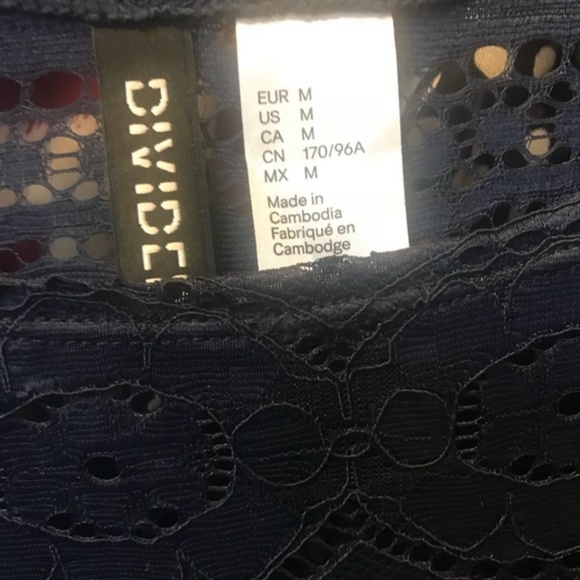 DIVIDE
EUR M
US M
CA M
CN 170/96A
MX M
Made in
Cambodia
Fabriqué en
Cambodge